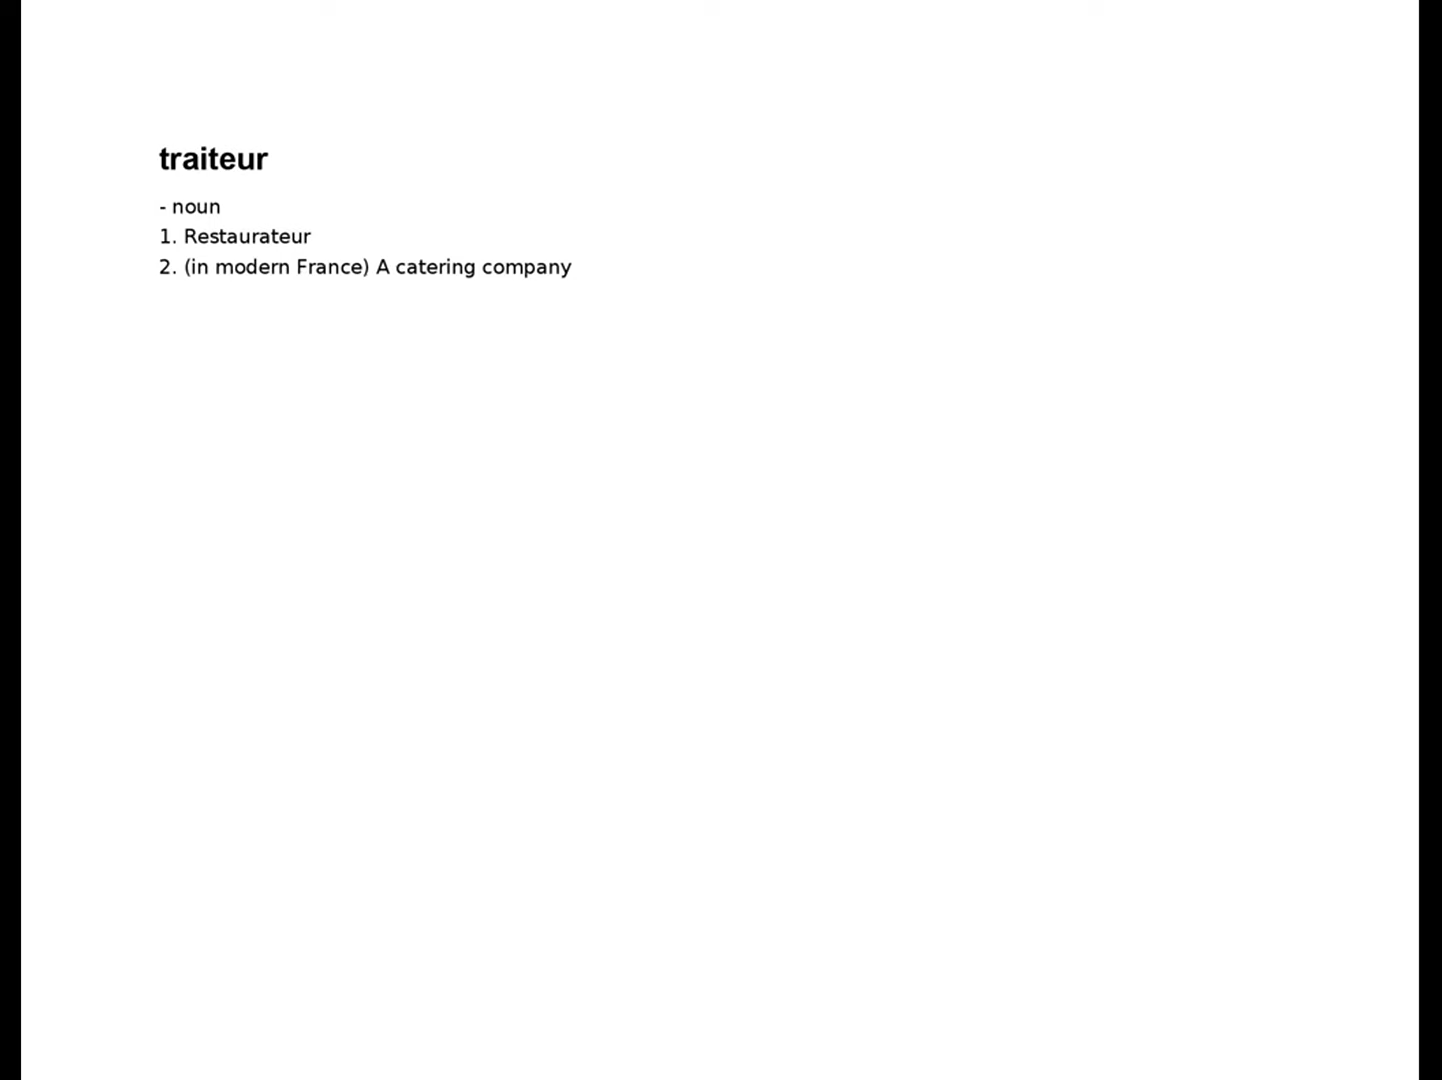 traiteur
- noun
1. Restaurateur
2. (in modern France) A catering company